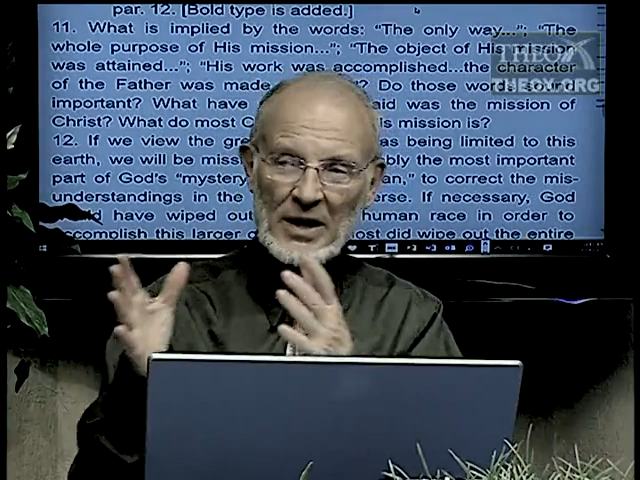 par. 12. [Bold type is added.]
11. What is implied by the words: “The only way...”; “The
whole purpose of His mission...”; “The object of His mission
was attained...”; “His work was accomplished...the character
of the Father was made ? Do those words sound
important? What have said was the mission of
Christ? What do most mission is?
12. If we view the as being limited to this
earth, we will be the most important
part of God's “mystery to correct the mis-
understandings in the If necessary, God
have wiped out human race in order to
this larger did wipe out the entire